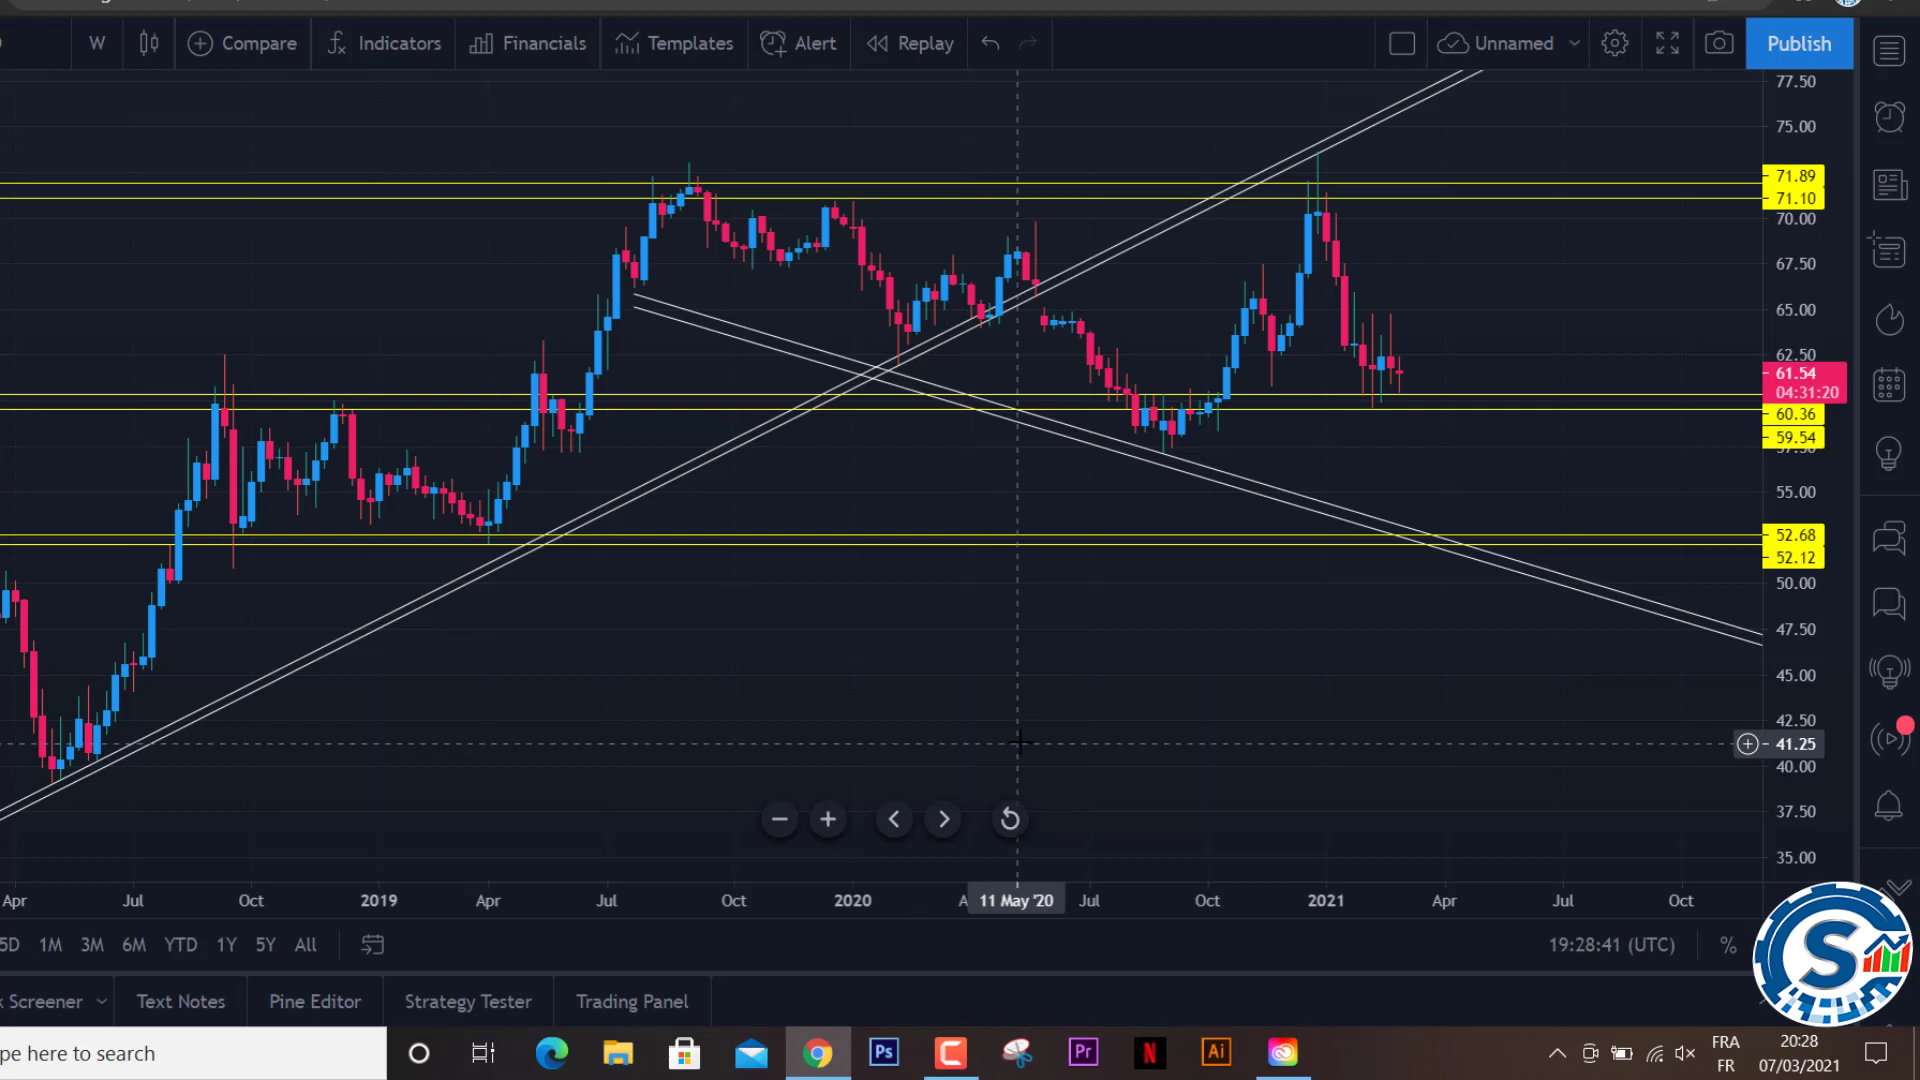 W
Compare
Indicators
Financials
Templates
Alert
Replay
Unnamed
Publish
77.50
75.00
71.89
71.10
70.00
67.50
65.00
62.50
61.54
04:31:20
60.36
59.54
57.50
55.00
52.68
52.12
50.00
47.50
45.00
42.50
41.25
40.00
37.50
35.00
Apr Jul Oct 2019 Apr Jul Oct 2020 A 11 May '20 Jul Oct 2021 Apr Jul Oct
5D 1M 3M 6M YTD 1Y 5Y All
19:28:41 (UTC) %
k Screener Text Notes Pine Editor Strategy Tester Trading Panel
S
pe here to search
Ps
C
Pr
N
Ai
FRA
FR
20:28
07/03/2021